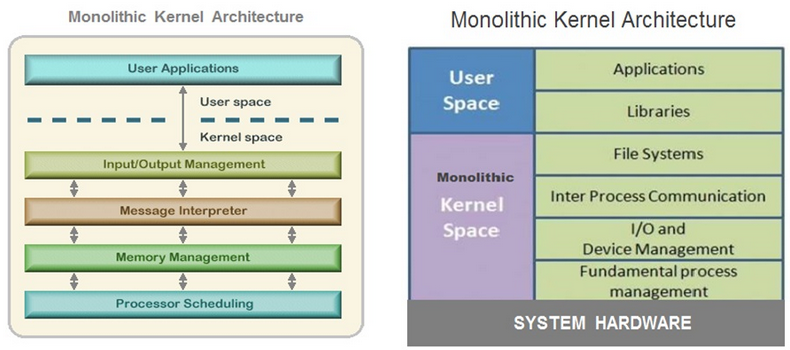 Monolithic Kernel Architecture
User Applications
User space
Kernel space
Input/Output Management
Message Interpreter
Memory Management
Processor Scheduling
Monolithic Kernel Architecture
User
Space
Applications
Libraries
Monolithic
Kernel
Space
File Systems
Inter Process Communication
I/O and
Device Management
Fundamental process
management
SYSTEM HARDWARE